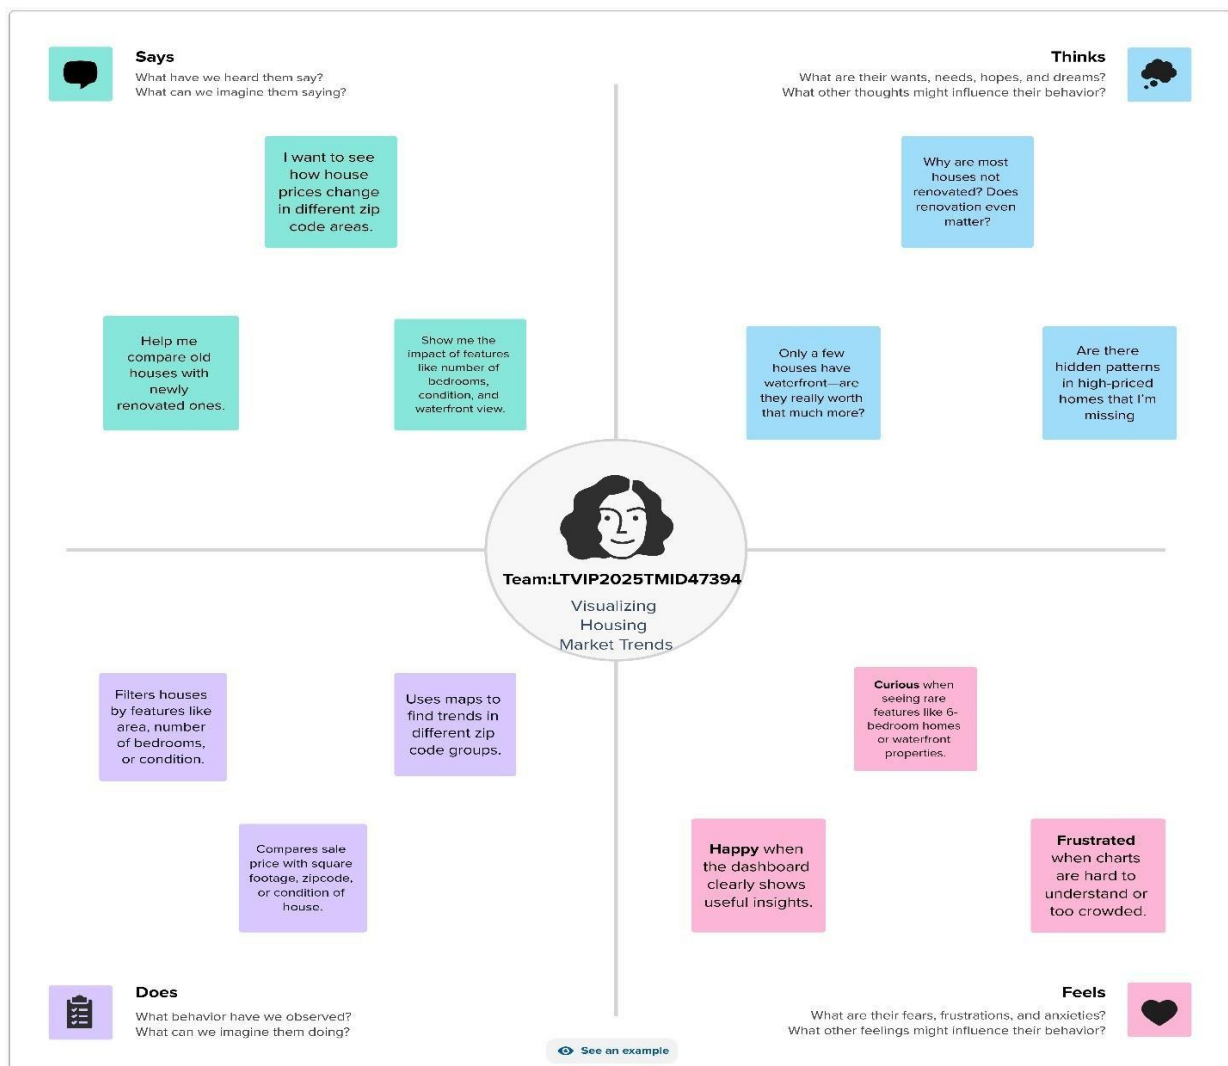 Says
What have we heard them say?
What can we imagine them saying?
I want to see
how house
prices change
in different zip
code areas.
Help me
compare old
houses with
newly
renovated ones.
Show me the
impact of features
like number of
bedrooms,
condition, and
waterfront view.
Thinks
What are their wants, needs, hopes, and dreams?
What other thoughts might influence their behavior?
Why are most
houses not
renovated? Does
renovation even
matter?
Only a few
houses have
waterfront—are
they really worth
that much more?
Are there
hidden patterns
in high-priced
homes that I'm
missing
Team:LTVIP2025TMID47394
Visualizing
Housing
Market Trends
Filters houses
by features like
area, number
of bedrooms,
or condition.
Uses maps to
find trends in
different zip
code groups.
Compares sale
price with square
footage, zipcode,
or condition of
house.
Does
What behavior have we observed?
What can we imagine them doing?
Curious when
seeing rare
features like 6-
bedroom homes
or waterfront
properties.
Happy when
the dashboard
clearly shows
useful insights.
Frustrated
when charts
are hard to
understand or
too crowded.
Feels
What are their fears, frustrations, and anxieties?
What other feelings might influence their behavior?
See an example